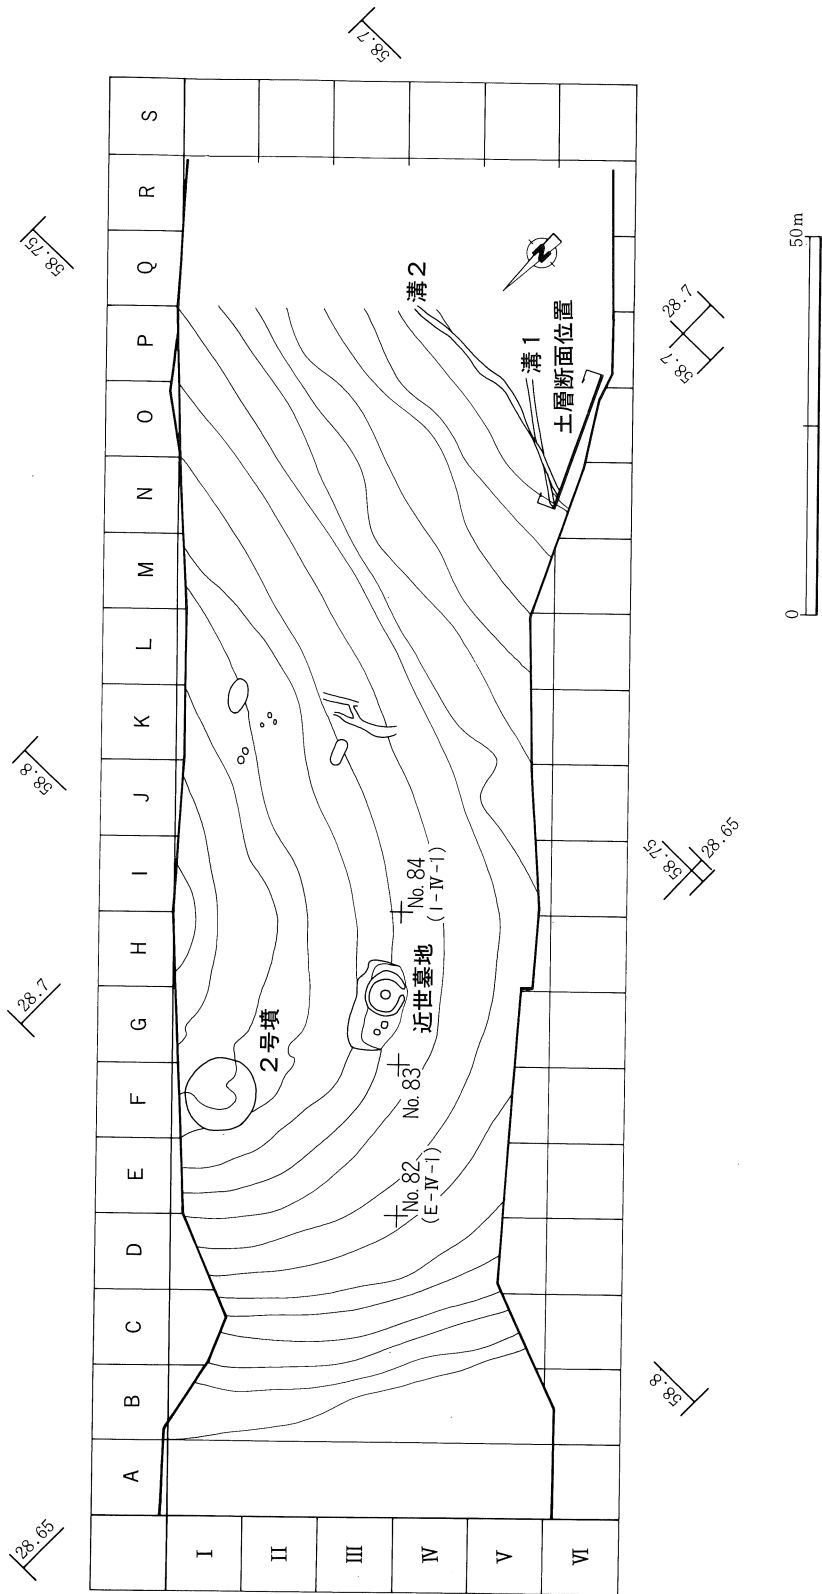 58.7
58.75
58.8
28.7
28.65
S
R
Q
P
O
N
M
L
K
J
I
H
G
F
E
D
C
B
A
I
II
III
IV
V
VI
溝2
N
溝1
土層断面位置
No.84
(I-IV-1)
近世墓地
2号墳
No.83
No.82
(E-IV-1)
28.7
58.7
58.75
28.65
58.8
50m
0